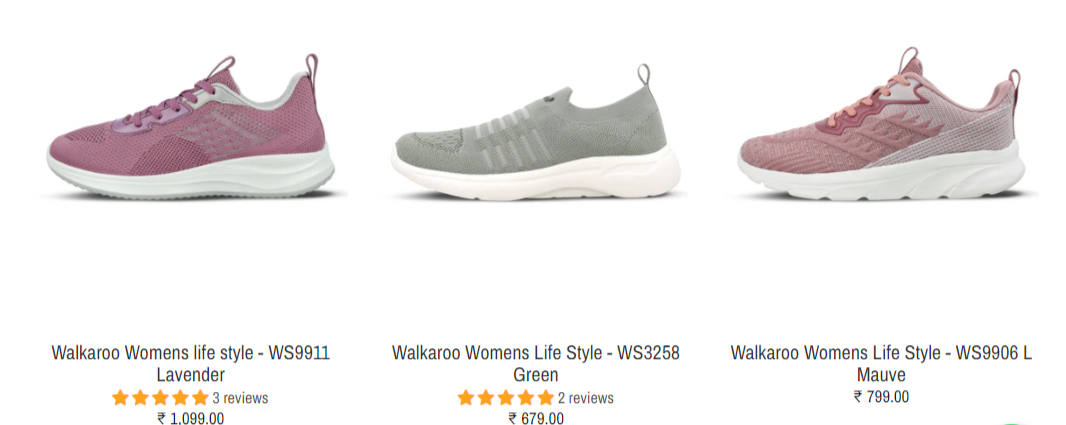 Walkaroo Womens life style - WS9911
Lavender
3 reviews
₹ 1,099.00
Walkaroo Womens Life Style - WS3258
Green
2 reviews
₹ 679.00
Walkaroo Womens Life Style - WS9906 L
Mauve
₹ 799.00